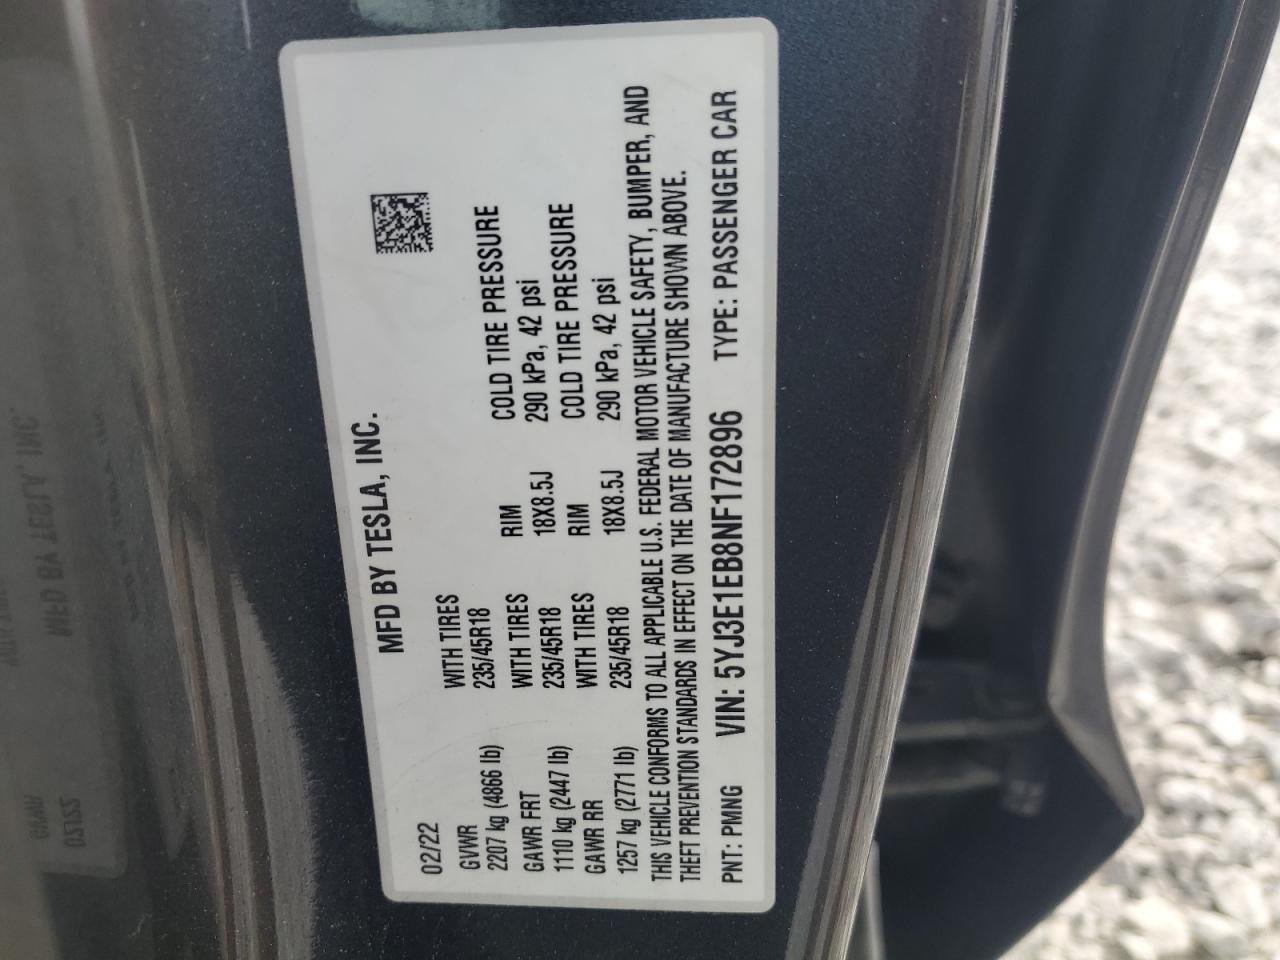 MFD BY TESLA, INC.
02/22
GVWR WITH TIRES
2207 kg (4866 lb) 235/45R18
GAWR FRT WITH TIRES RIM COLD TIRE PRESSURE
1110 kg (2447 lb) 235/45R18 18X8.5J 290 kPa, 42 psi
GAWR RR WITH TIRES RIM COLD TIRE PRESSURE
1257 kg (2771 lb) 235/45R18 18X8.5J 290 kPa, 42 psi
THIS VEHICLE CONFORMS TO ALL APPLICABLE U.S. FEDERAL MOTOR VEHICLE SAFETY, BUMPER, AND
THEFT PREVENTION STANDARDS IN EFFECT ON THE DATE OF MANUFACTURE SHOWN ABOVE.
PNT: PMNG VIN: 5YJ3E1EB8NF172896 TYPE: PASSENGER CAR